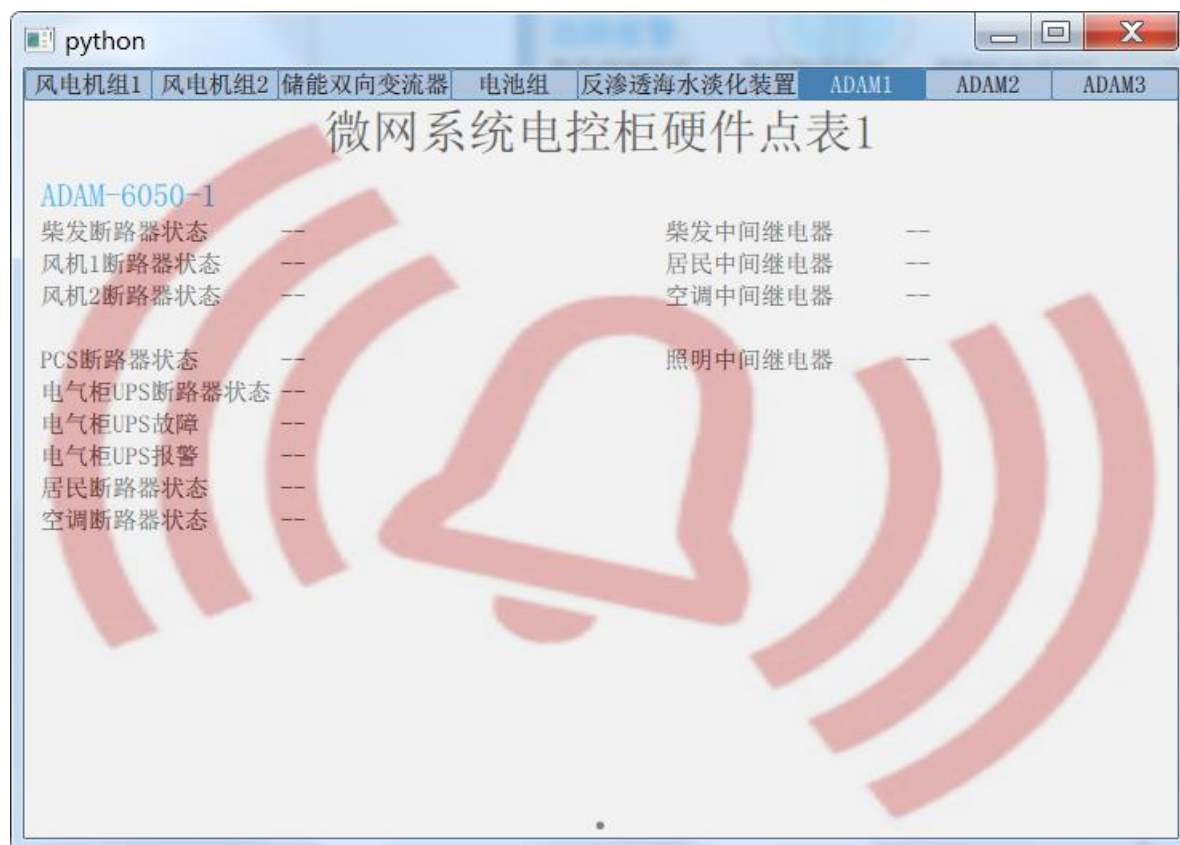 python
风电机组1 风电机组2 储能双向变流器 电池组 反渗透海水淡化装置 ADAM1 ADAM2 ADAM3
微网系统电控柜硬件点表1
ADAM-6050-1
柴发断路器状态 -- 柴发中间继电器 --
风机1断路器状态 -- 居民中间继电器 --
风机2断路器状态 -- 空调中间继电器 --
PCS断路器状态 -- 照明中间继电器 --
电气柜UPS断路器状态 --
电气柜UPS故障 --
电气柜UPS报警 --
居民断路器状态 --
空调断路器状态 --